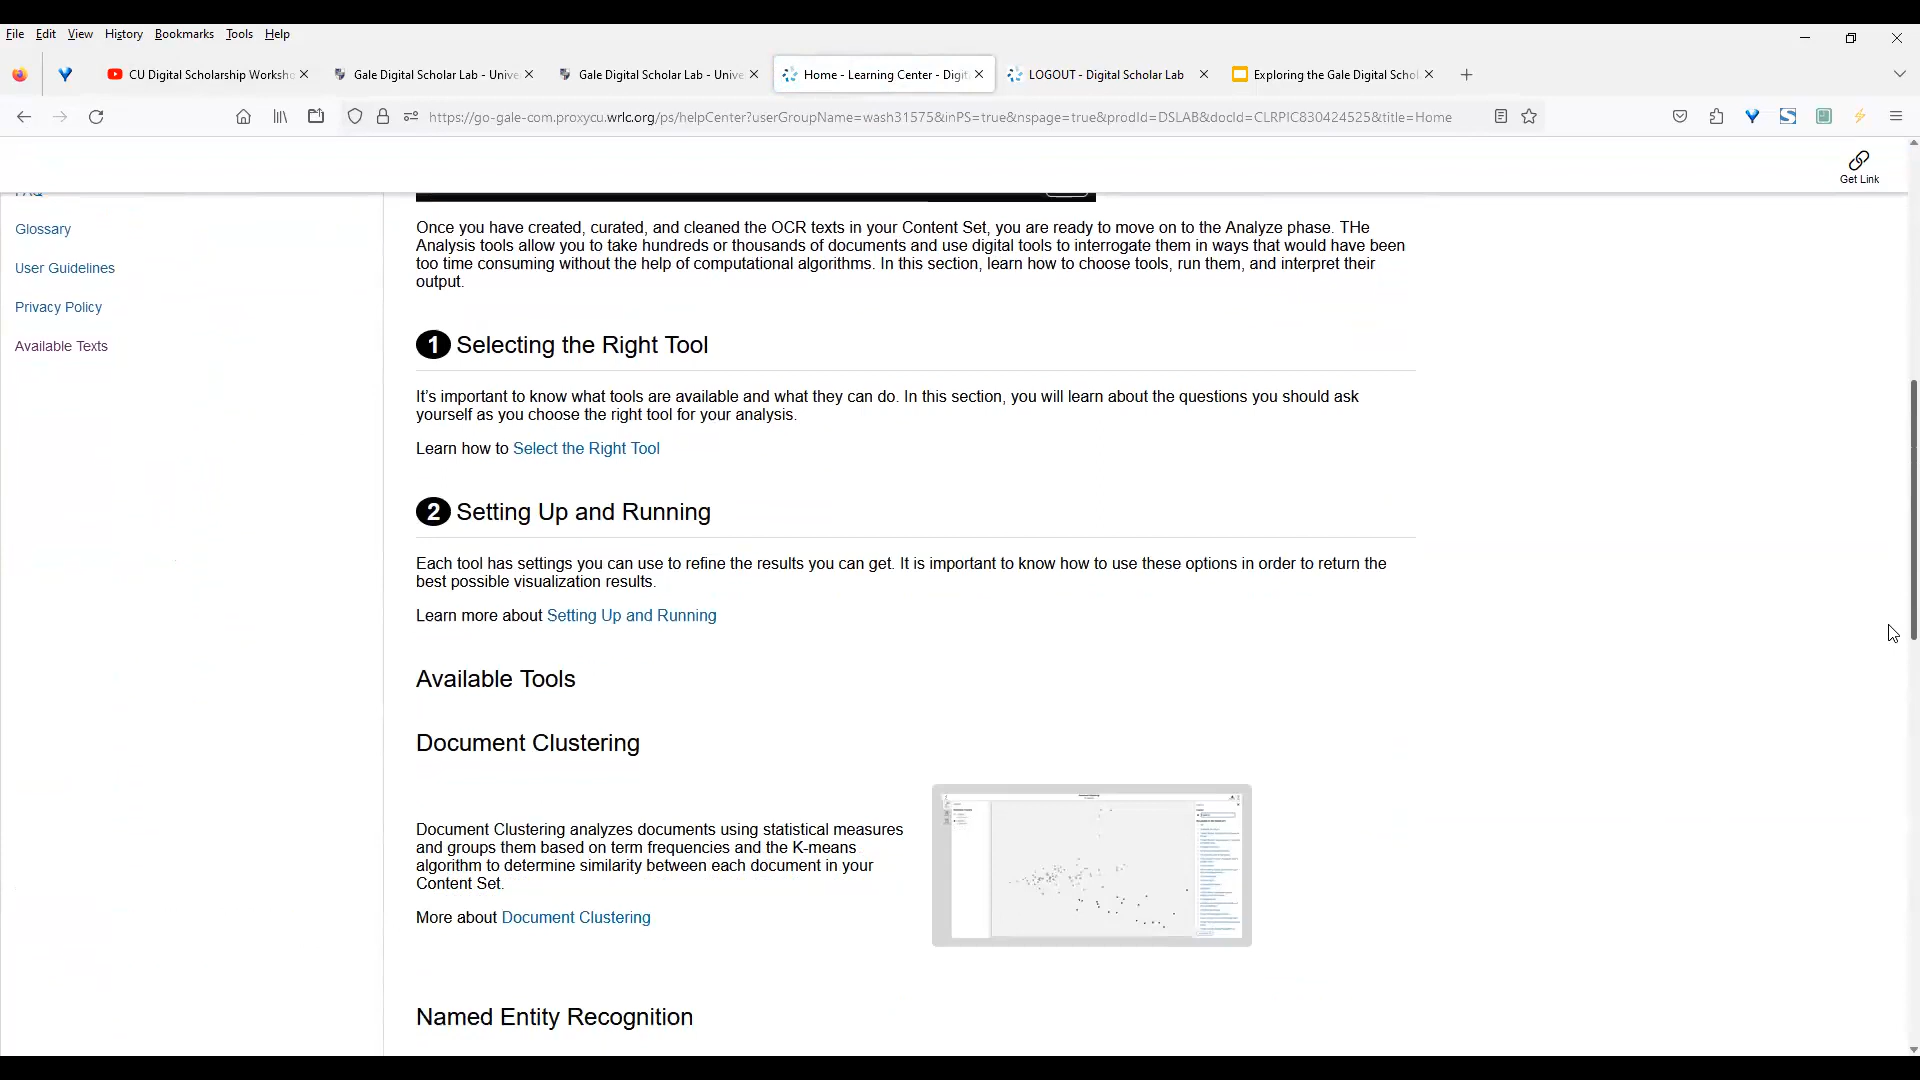 File Edit View History Bookmarks Tools Help
CU Digital Scholarship Worksho
Gale Digital Scholar Lab - Unive
Gale Digital Scholar Lab - Unive
Home - Learning Center - Digit
LOGOUT - Digital Scholar Lab
Exploring the Gale Digital Schol
https://go-gale-com.proxycu.wrlc.org/ps/helpCenter?userGroupName=wash31575&inPS=true&nspage=true&prodId=DSLAB&docId=CLRPIC830424525&title=Home
Get Link
FAQ
Glossary
User Guidelines
Privacy Policy
Available Texts
Once you have created, curated, and cleaned the OCR texts in your Content Set, you are ready to move on to the Analyze phase. THe
Analysis tools allow you to take hundreds or thousands of documents and use digital tools to interrogate them in ways that would have been
too time consuming without the help of computational algorithms. In this section, learn how to choose tools, run them, and interpret their
output.
1 Selecting the Right Tool
It's important to know what tools are available and what they can do. In this section, you will learn about the questions you should ask
yourself as you choose the right tool for your analysis.
Learn how to Select the Right Tool
2 Setting Up and Running
Each tool has settings you can use to refine the results you can get. It is important to know how to use these options in order to return the
best possible visualization results.
Learn more about Setting Up and Running
Available Tools
Document Clustering
Document Clustering analyzes documents using statistical measures
and groups them based on term frequencies and the K-means
algorithm to determine similarity between each document in your
Content Set.
More about Document Clustering
Named Entity Recognition